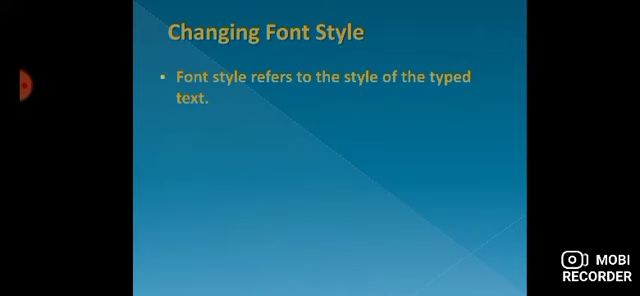 Changing Font Style
▪ Font style refers to the style of the typed
text.
MOBI
RECORDER